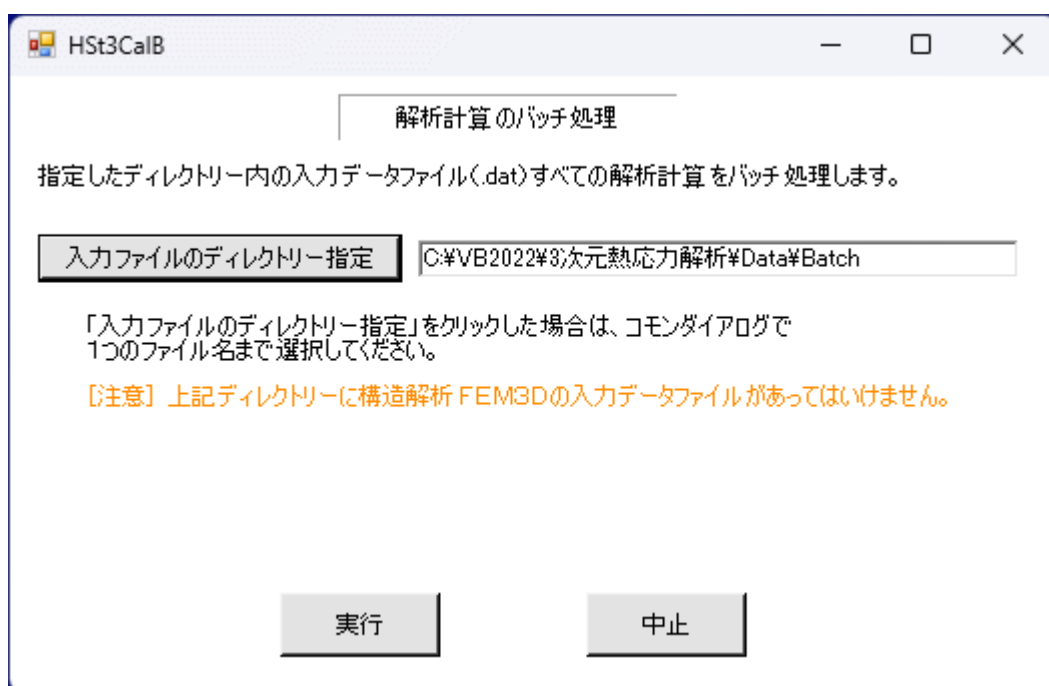 HSt3CalB
解析計算のバッチ処理
指定したディレクトリー内の入力データファイル(.dat)すべての解析計算をバッチ処理します。
入力ファイルのディレクトリー指定 C:¥VB2022¥3次元熱応力解析¥Data¥Batch
「入力ファイルのディレクトリー指定」をクリックした場合は、コモンダイアログで
1つのファイル名まで選択してください。
[注意] 上記ディレクトリーに構造解析FEM3Dの入力データファイルがあってはいけません。
実行 中止